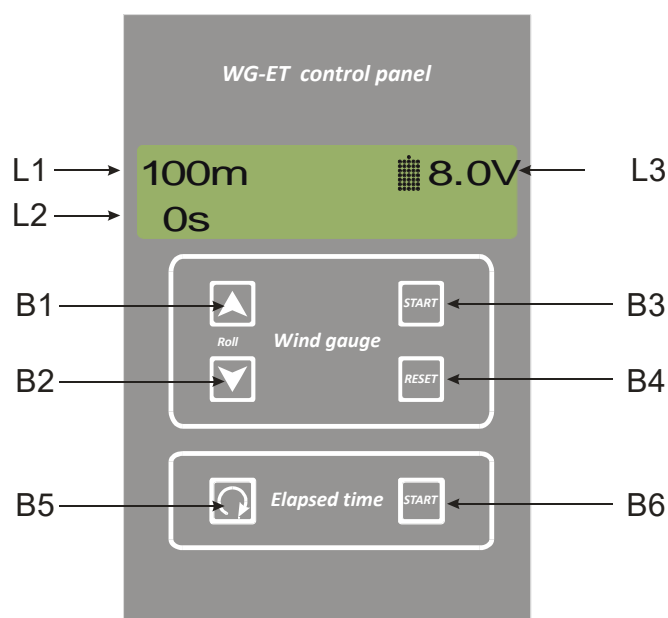 WG-ET control panel
L1 100m 8.0V L3
L2 0s
B1 START B3
Roll Wind gauge
B2 RESET B4
B5 Elapsed time START B6